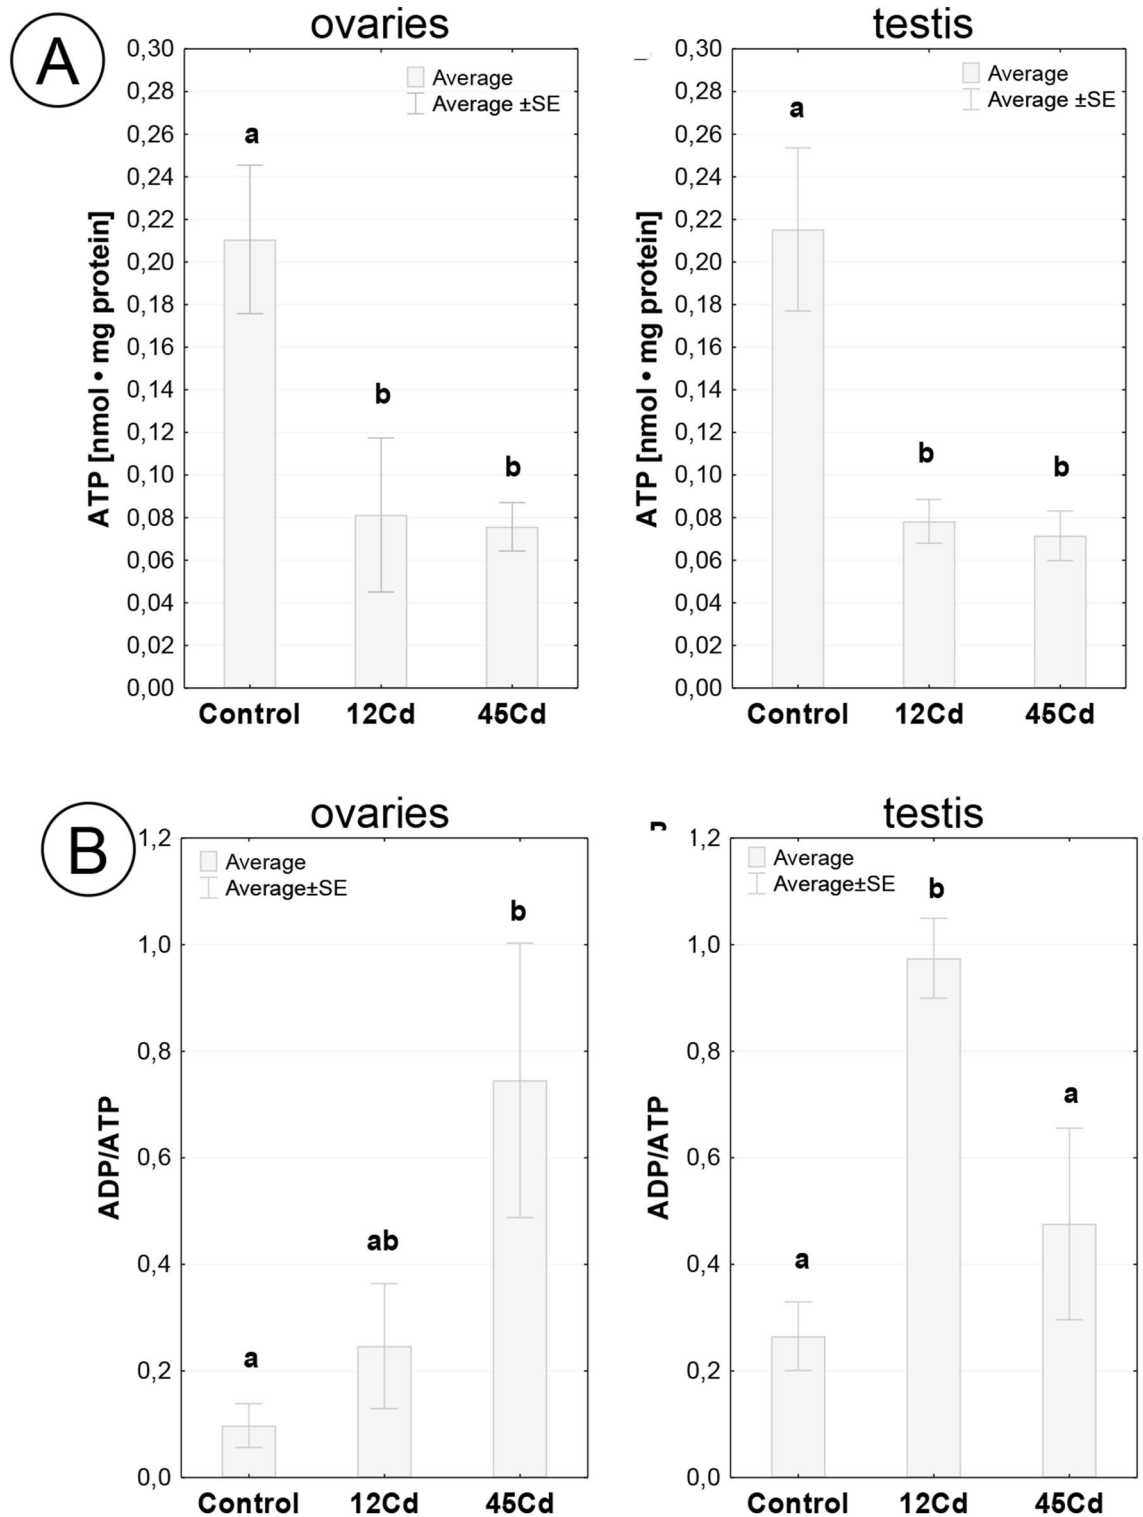 A
ovaries
0,30
0,28
0,26
0,24
0,22
0,20
0,18
0,16
0,14
0,12
0,10
0,08
0,06
0,04
0,02
0,00
ATP [nmol • mg protein]
Average
Average ±SE
a
b
b
Control 12Cd 45Cd
testis
0,30
0,28
0,26
0,24
0,22
0,20
0,18
0,16
0,14
0,12
0,10
0,08
0,06
0,04
0,02
0,00
ATP [nmol • mg protein]
Average
Average ±SE
a
b
b
Control 12Cd 45Cd
B
ovaries
1,2
1,0
0,8
0,6
0,4
0,2
0,0
ADP/ATP
Average
Average±SE
a
ab
b
Control 12Cd 45Cd
testis
1,2
1,0
0,8
0,6
0,4
0,2
0,0
ADP/ATP
Average
Average±SE
a
b
a
Control 12Cd 45Cd